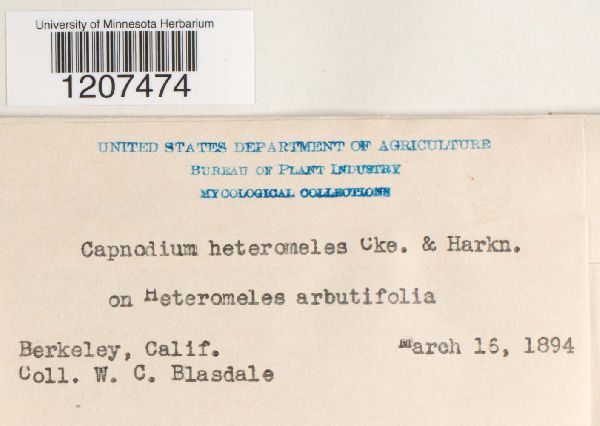 University of Minnesota Herbarium
1207474
UNITED STATES DEPARTMENT OF AGRICULTURE
BUREAU OF PLANT INDUSTRY
MYCOLOGICAL COLLECTIONS
Capnodium heteromeles Cke. & Harkn.
on Heteromeles arbutifolia
Berkeley, Calif. March 16, 1894
Coll. W. C. Blasdale